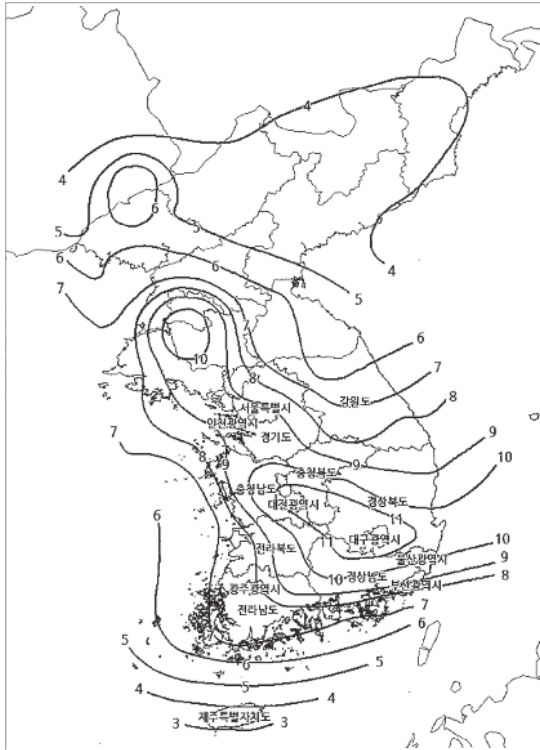 4
4
5
6
5
6
6
7
5
4
10
6
7
8
8
강원도
서울특별시
인천광역시
경기도
7
9
8
9
9
10
충청북도
충청남도
대전광역시
경상북도
11
6
11
대구광역시
전라북도
울산광역시
10
10
경상남도
9
광주광역시
부산광역시
8
전라남도
7
6
5
6
5
5
4
4
제주특별자치도
3
3